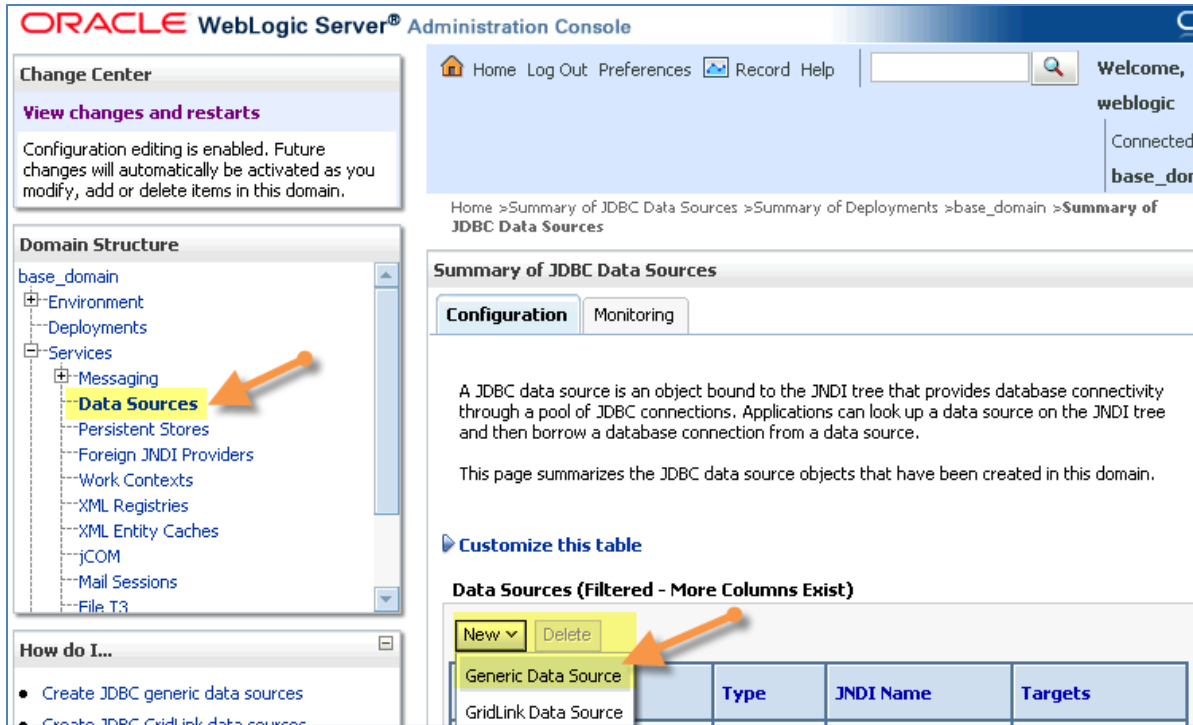 ORACLE WebLogic Server® Administration Console
Change Center
View changes and restarts
Configuration editing is enabled. Future
changes will automatically be activated as you
modify, add or delete items in this domain.
Domain Structure
base_domain
Environment
Deployments
Services
Messaging
Data Sources
Persistent Stores
Foreign JNDI Providers
Work Contexts
XML Registries
XML Entity Caches
jCOM
Mail Sessions
File T3
How do I...
Create JDBC generic data sources
Create JDBC GridLink data sources
Home Log Out Preferences Record Help
Welcome,
weblogic
Connected
base_dom
Home >Summary of JDBC Data Sources >Summary of Deployments >base_domain >Summary of
JDBC Data Sources
Summary of JDBC Data Sources
Configuration Monitoring
A JDBC data source is an object bound to the JNDI tree that provides database connectivity
through a pool of JDBC connections. Applications can look up a data source on the JNDI tree
and then borrow a database connection from a data source.
This page summarizes the JDBC data source objects that have been created in this domain.
Customize this table
Data Sources (Filtered - More Columns Exist)
New Delete
Generic Data Source
GridLink Data Source
Type JNDI Name Targets